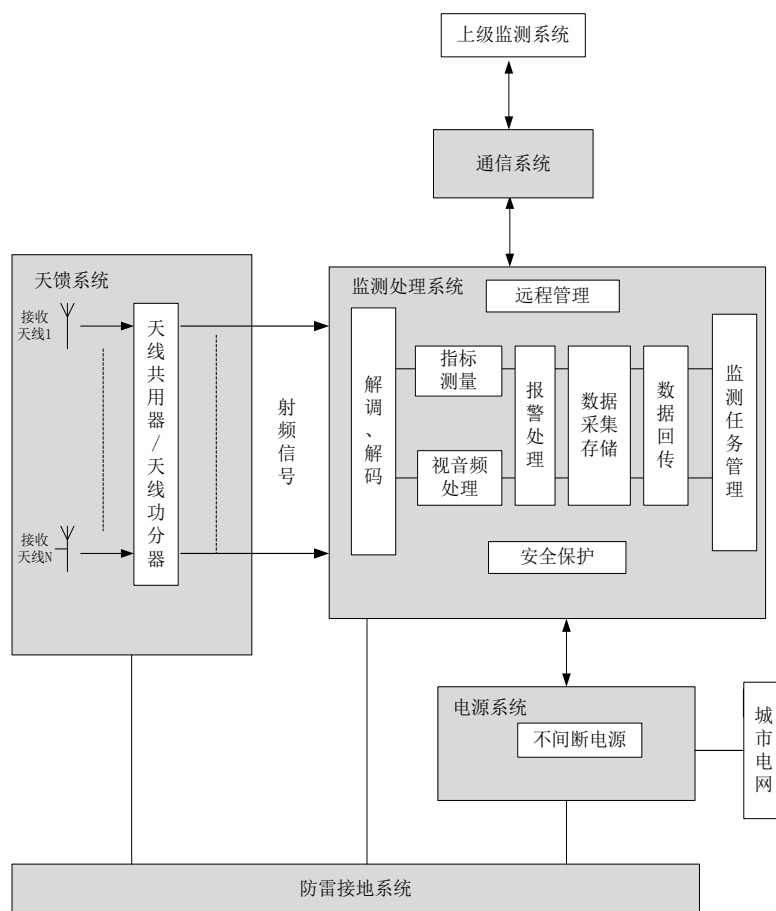 上级监测系统
通信系统
天馈系统
接收
天线1
接收
天线N
天线共用器/天线功分器
射频信号
监测处理系统
远程管理
解调、解码
指标
测量
视音频
处理
报警处理
数据
采集
存储
数据回传
监测任务管理
安全保护
电源系统
不间断电源
城市电网
防雷接地系统